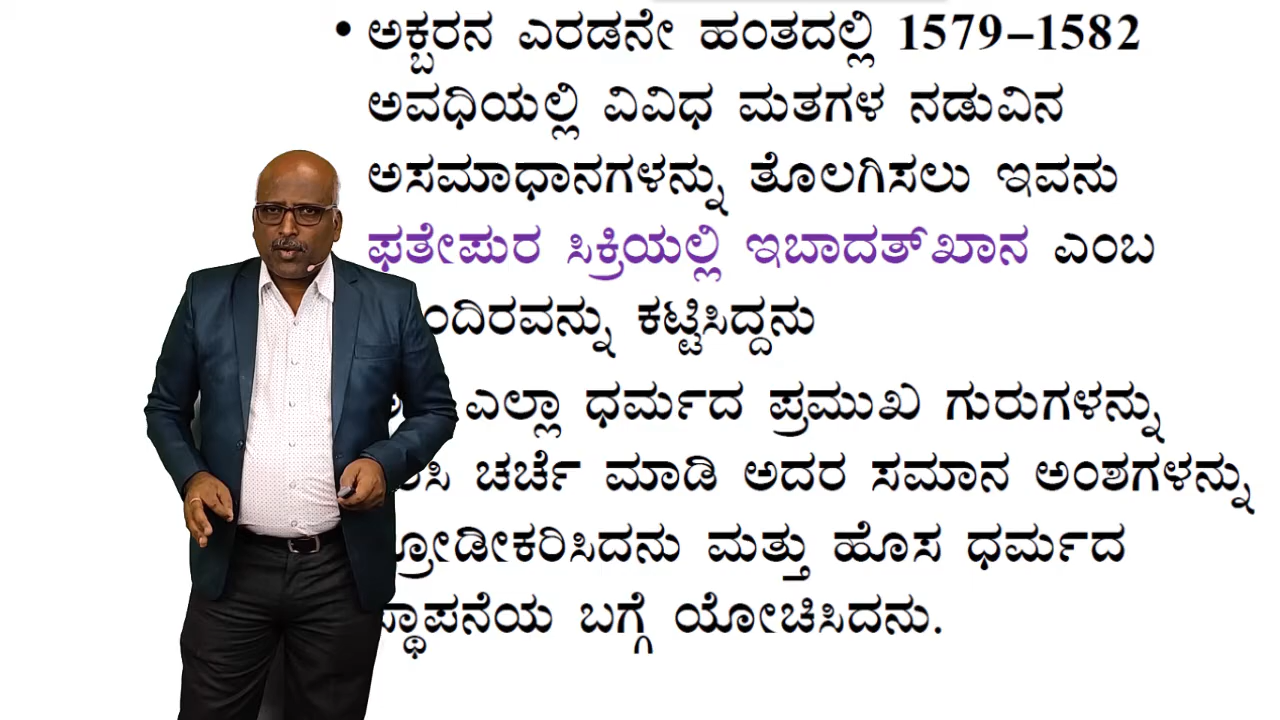 • ಅಕ್ಬರನ ಎರಡನೇ ಹಂತದಲ್ಲಿ 1579–1582
ಅವಧಿಯಲ್ಲಿ ವಿವಿಧ ಮತಗಳ ನಡುವಿನ
ಅಸಮಾಧಾನಗಳನ್ನು ತೊಲಗಿಸಲು ಇವನು
ಫತೇಪುರ ಸಿಕ್ರಿಯಲ್ಲಿ ಇಬಾದತ್‌ಖಾನ ಎಂಬ
ಕಟ್ಟಿಸಿದ್ದನು
ಎಲ್ಲಾ ಧರ್ಮದ ಪ್ರಮುಖ ಗುರುಗಳನ್ನು
ಚರ್ಚೆ ಮಾಡಿ ಅದರ ಸಮಾನ ಅಂಶಗಳನ್ನು
ಮತ್ತು ಹೊಸ ಧರ್ಮದ
ಸ್ಥಾಪನೆಯ ಬಗ್ಗೆ ಯೋಚಿಸಿದನು.